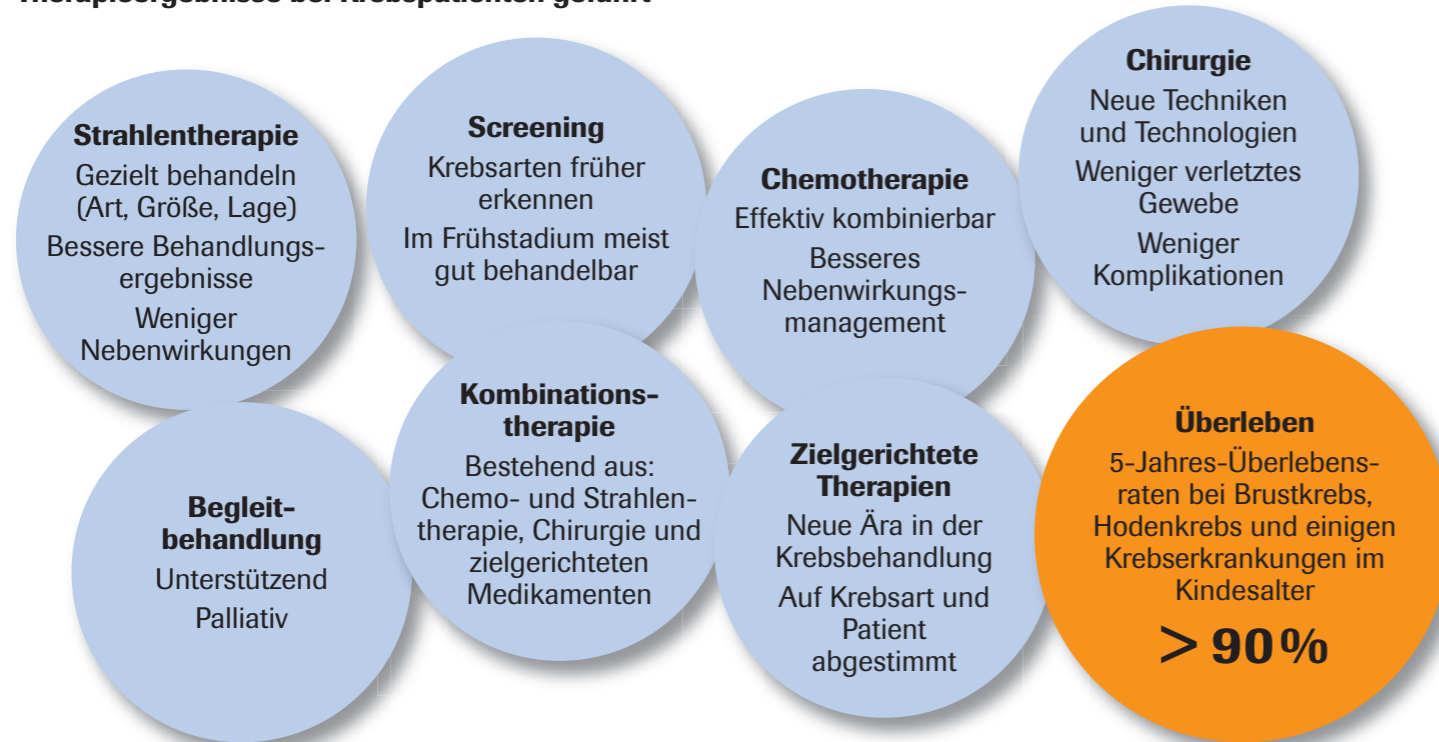 Therapieergebnisse bei Krebspatienten geführt
Strahlentherapie
Gezielt behandeln
(Art, Größe, Lage)
Bessere Behandlungs-
ergebnisse
Weniger
Nebenwirkungen
Screening
Krebsarten früher
erkennen
Im Frühstadium meist
gut behandelbar
Chemotherapie
Effektiv kombinierbar
Besseres
Nebenwirkungs-
management
Chirurgie
Neue Techniken
und Technologien
Weniger verletztes
Gewebe
Weniger
Komplikationen
Begleit-
behandlung
Unterstützend
Palliativ
Kombinations-
therapie
Bestehend aus:
Chemo- und Strahlen-
therapie, Chirurgie und
zielgerichteten
Medikamenten
Zielgerichtete
Therapien
Neue Ära in der
Krebsbehandlung
Auf Krebsart und
Patient
abgestimmt
Überleben
5-Jahres-Überlebens-
raten bei Brustkrebs,
Hodenkrebs und einigen
Krebserkrankungen im
Kindesalter
> 90%